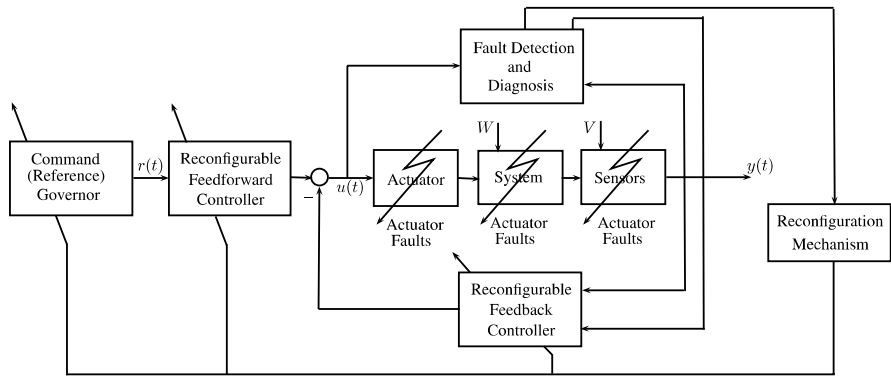 Fault Detection
and
Diagnosis
Command
(Reference)
Governor
r(t)
Reconfigurable
Feedforward
Controller
−
u(t)
Actuator
W
System
V
Sensors
y(t)
Actuator
Faults
Actuator
Faults
Actuator
Faults
Reconfiguration
Mechanism
Reconfigurable
Feedback
Controller